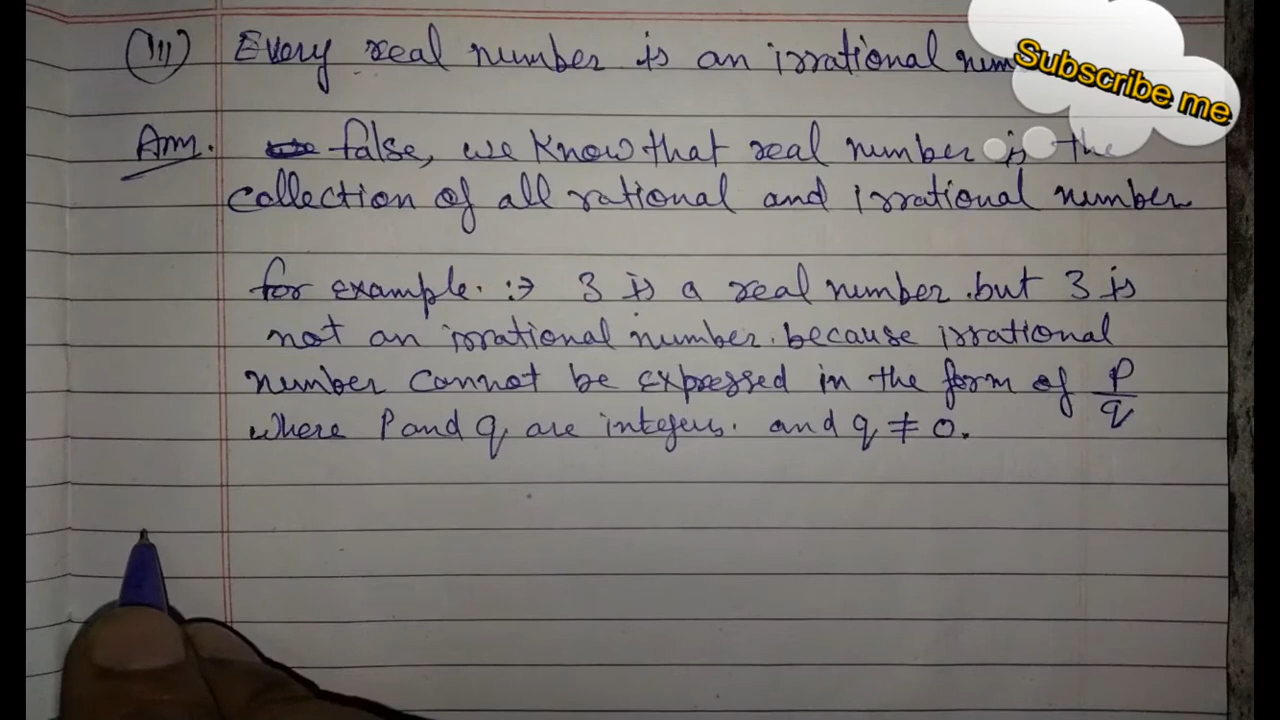 (III) Every real number is an irrational num
Subscribe me
Ans. false, we know that real number is the
collection of all rational and irrational number
for example. :→ 3 is a real number. but 3 is
not an irrational number. because irrational
number cannot be expressed in the form of P/q
where P and q are integers. and q ≠ 0.